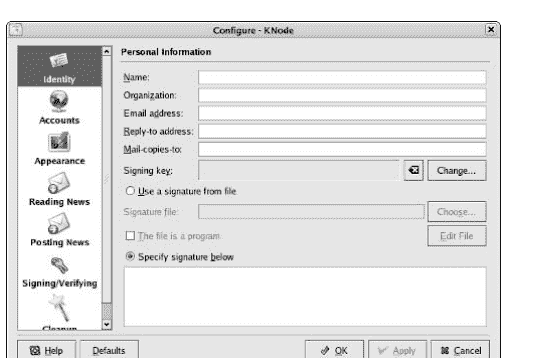 Configure - KNode
Identity
Accounts
Appearance
Reading News
Posting News
Signing/Verifying
Cleanup
Personal Information
Name:
Organization:
Email address:
Reply-to address:
Mail-copies-to:
Signing key:
Change...
Use a signature from file
Signature file:
Choose...
The file is a program
Edit File
Specify signature below
Help
Defaults
OK
Apply
Cancel